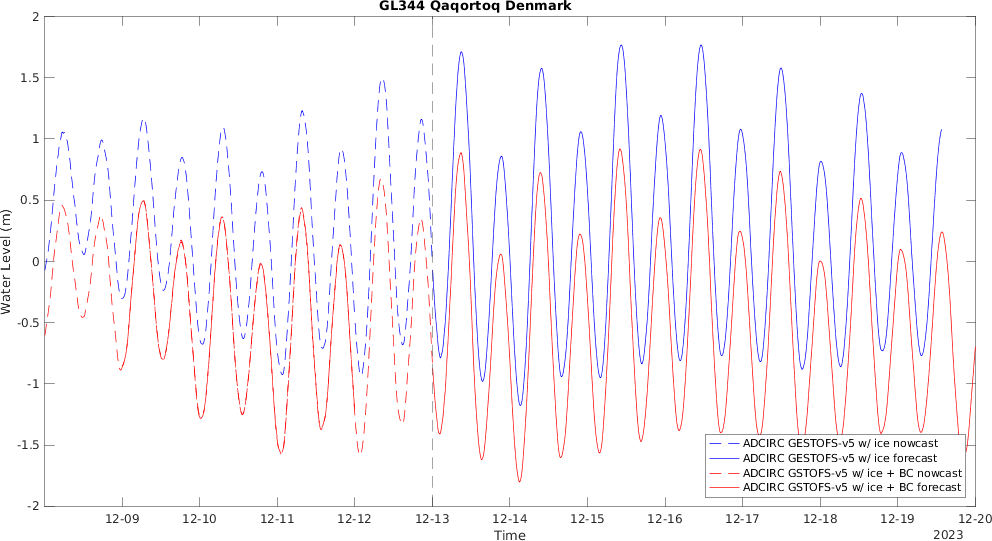 GL344 Qaqortoq Denmark
2
1.5
1
0.5
0
-0.5
-1
-1.5
-2
Water Level (m)
12-09 12-10 12-11 12-12 12-13 12-14 12-15 12-16 12-17 12-18 12-19 12-20
Time
2023
ADCIRC GESTOFS-v5 w/ ice nowcast
ADCIRC GESTOFS-v5 w/ ice forecast
ADCIRC GSTOFS-v5 w/ ice + BC nowcast
ADCIRC GSTOFS-v5 w/ ice + BC forecast